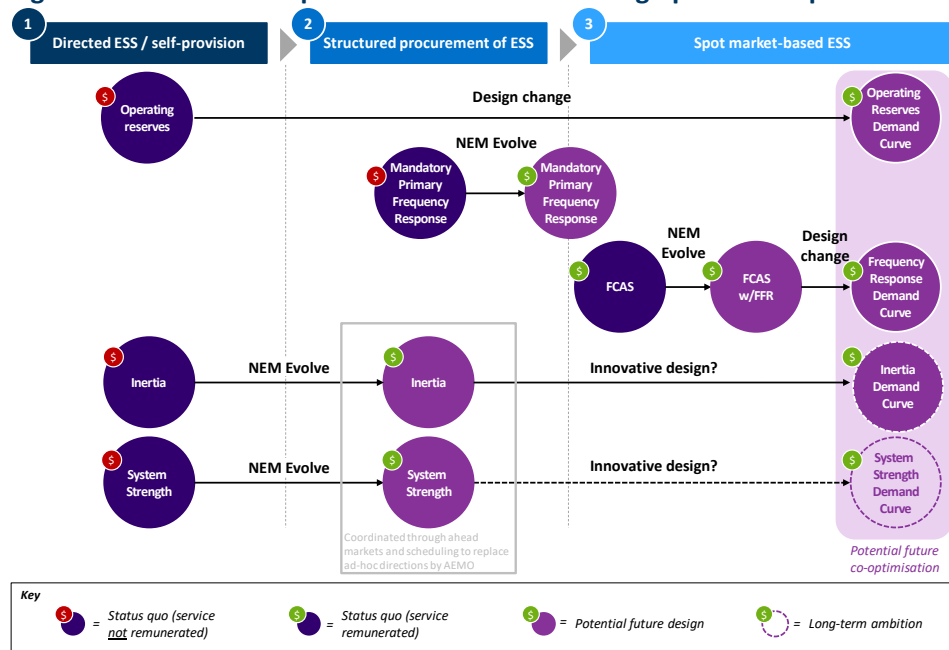 1
Directed ESS / self-provision
2
Structured procurement of ESS
3
Spot market-based ESS
$
Operating
reserves
Design change
$
Operating
Reserves
Demand
Curve
NEM Evolve
$
Mandatory
Primary
Frequency
Response
$
Mandatory
Primary
Frequency
Response
NEM
Evolve
Design
change
$
FCAS
$
FCAS
w/FFR
$
Frequency
Response
Demand
Curve
$
Inertia
NEM Evolve
$
Inertia
Innovative design?
$
Inertia
Demand
Curve
$
System
Strength
NEM Evolve
$
System
Strength
Innovative design?
$
System
Strength
Demand
Curve
Coordinated through ahead
markets and scheduling to replace
ad-hoc directions by AEMO
Potential future
co-optimisation
Key
$
= Status quo (service
not remunerated)
$
= Status quo (service
remunerated)
$
= Potential future design
$
= Long-term ambition